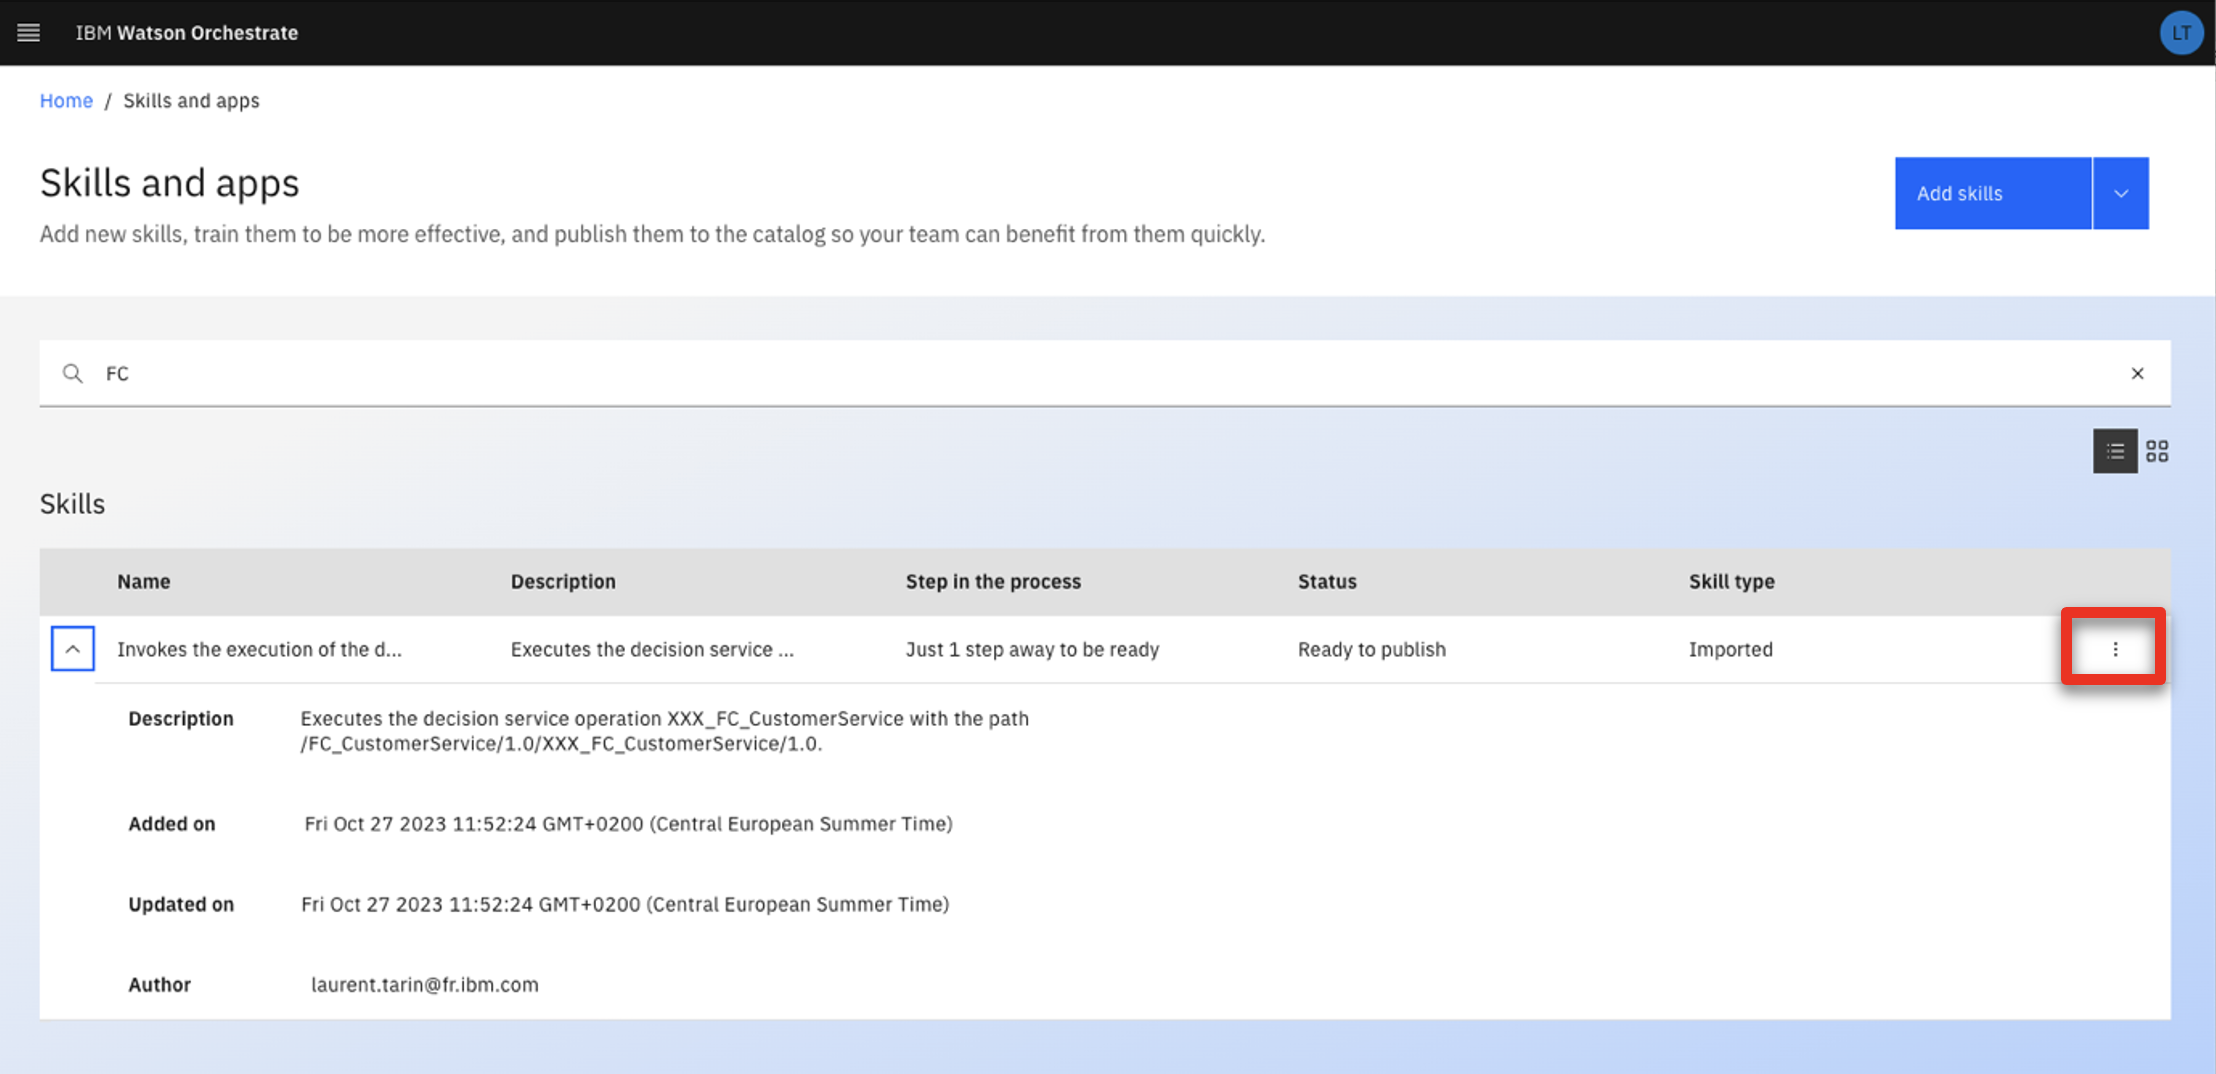 IBM Watson Orchestrate
LT
Home / Skills and apps
Skills and apps
Add skills
Add new skills, train them to be more effective, and publish them to the catalog so your team can benefit from them quickly.
FC
Skills
Name Description Step in the process Status Skill type
Invokes the execution of the d... Executes the decision service ... Just 1 step away to be ready Ready to publish Imported
Description Executes the decision service operation XXX_FC_CustomerService with the path
/FC_CustomerService/1.0/XXX_FC_CustomerService/1.0.
Added on Fri Oct 27 2023 11:52:24 GMT+0200 (Central European Summer Time)
Updated on Fri Oct 27 2023 11:52:24 GMT+0200 (Central European Summer Time)
Author laurent.tarin@fr.ibm.com